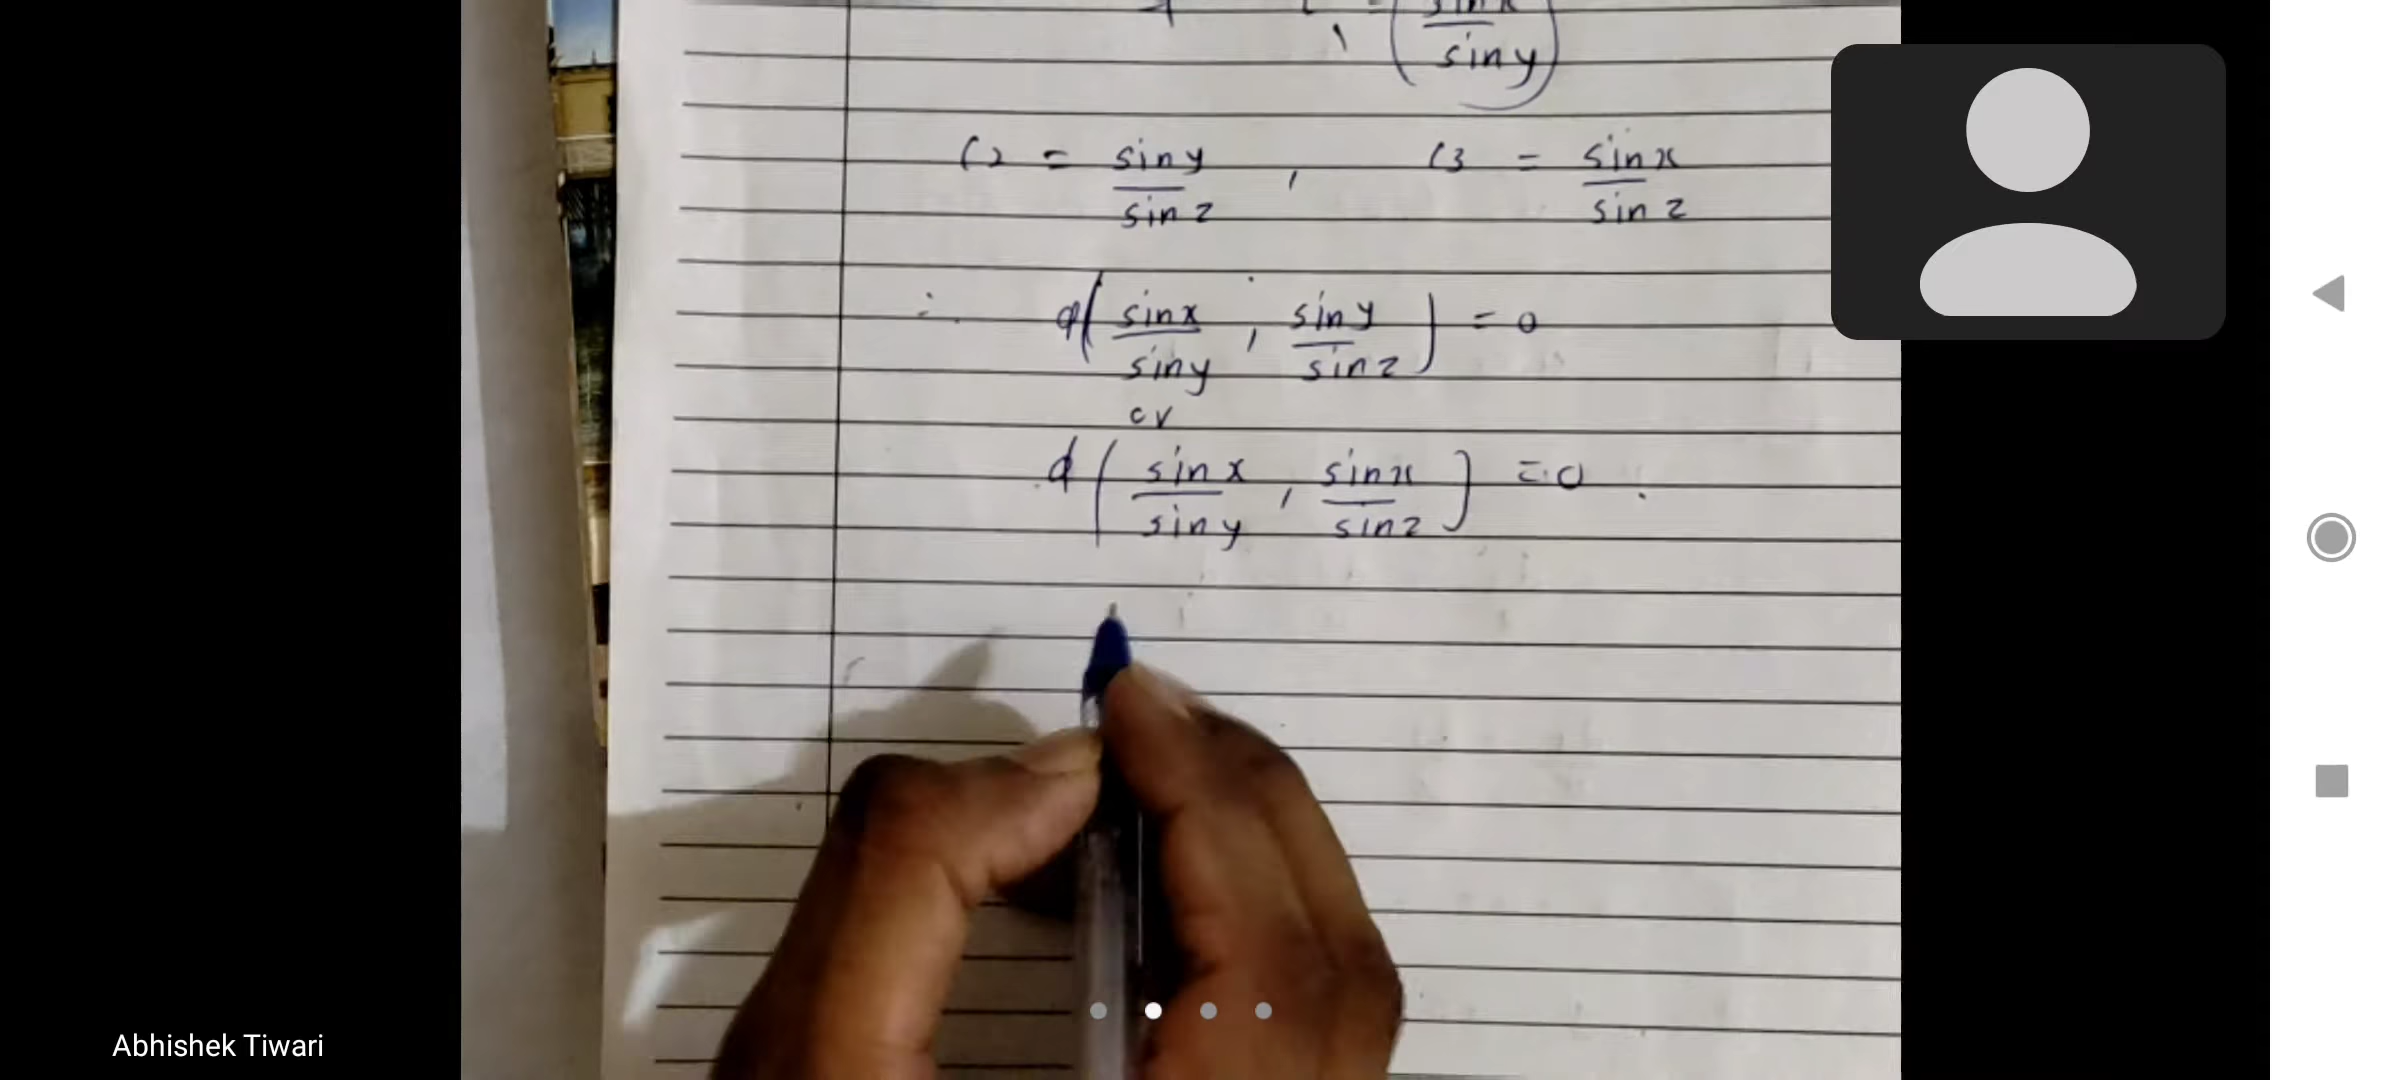 sin x
sin y
C2 = sin y / sin z , C3 = sin x / sin z
∴ φ( sin x / sin y , sin y / sin z ) = 0
or
φ( sin x / sin y , sin x / sin z ) = 0
Abhishek Tiwari